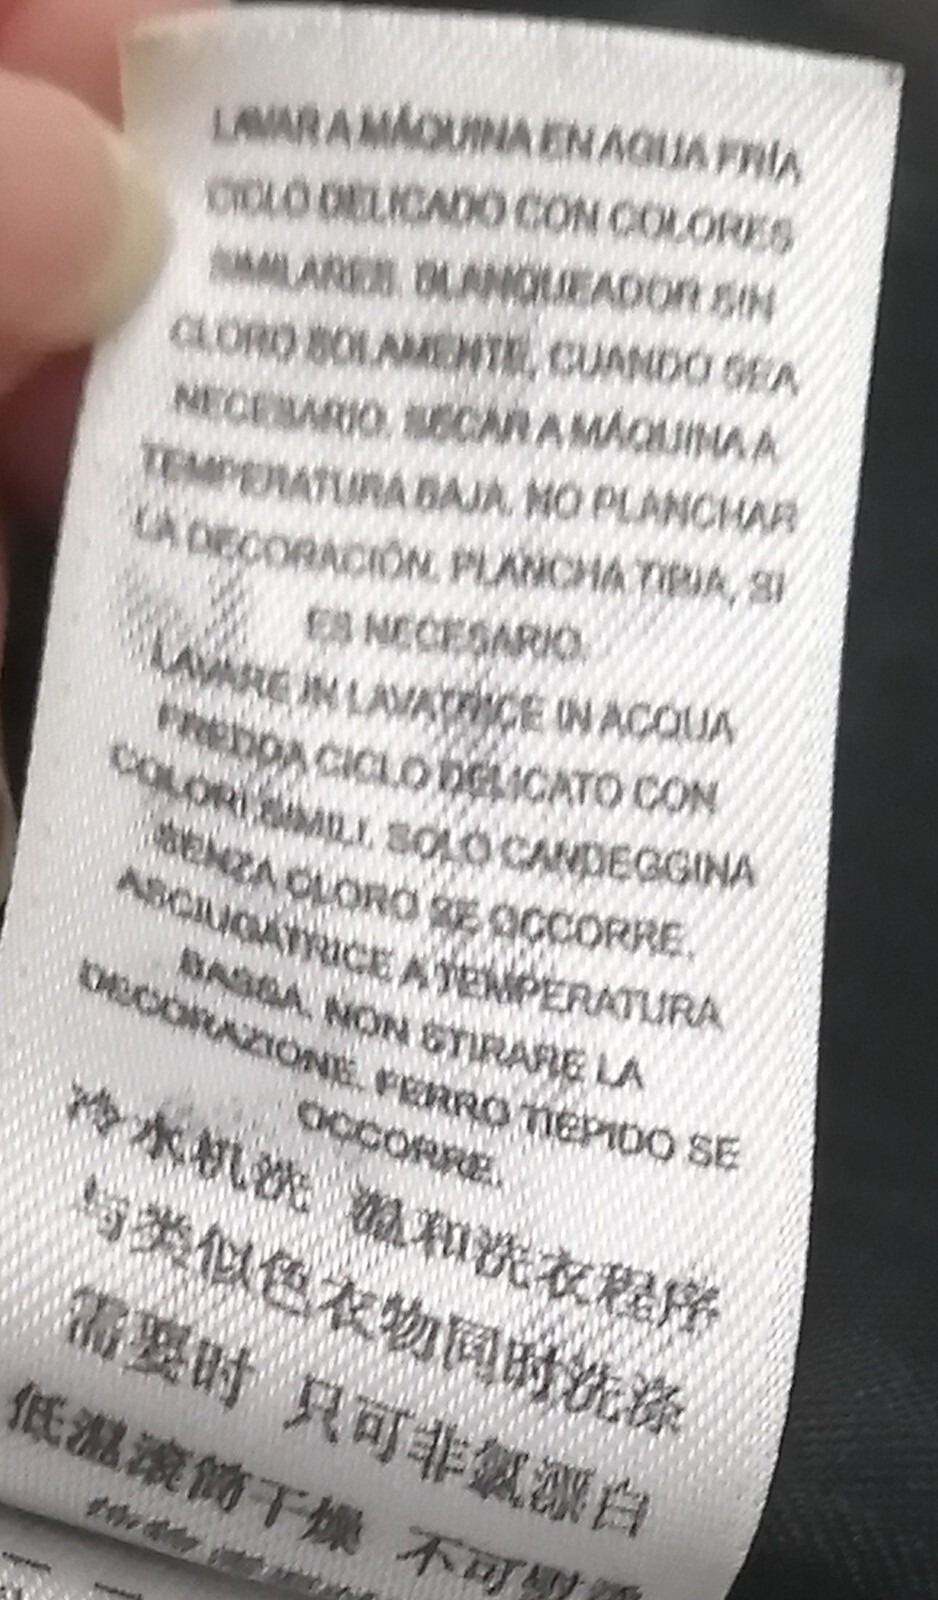 LAVAR A MÁQUINA EN AGUA FRÍA
CICLO DELICADO CON COLORES
SIMILARES. BLANQUEADOR SIN
CLORO SOLAMENTE, CUANDO SEA
NECESARIO. SECAR A MÁQUINA A
TEMPERATURA BAJA. NO PLANCHAR
LA DECORACIÓN. PLANCHA TIBIA, SI
ES NECESARIO.
LAVARE IN LAVATRICE IN ACQUA
FREDDA CICLO DELICATO CON
COLORI SIMILI. SOLO CANDEGGINA
SENZA CLORO SE OCCORRE.
ASCIUGATRICE A TEMPERATURA
BASSA. NON STIRARE LA
DECORAZIONE. FERRO TIEPIDO SE
OCCORRE.
冷水机洗 温和洗衣程序
与类似色衣物同时洗涤
需要时 只可非氯漂白
低温滚筒干燥 不可熨烫